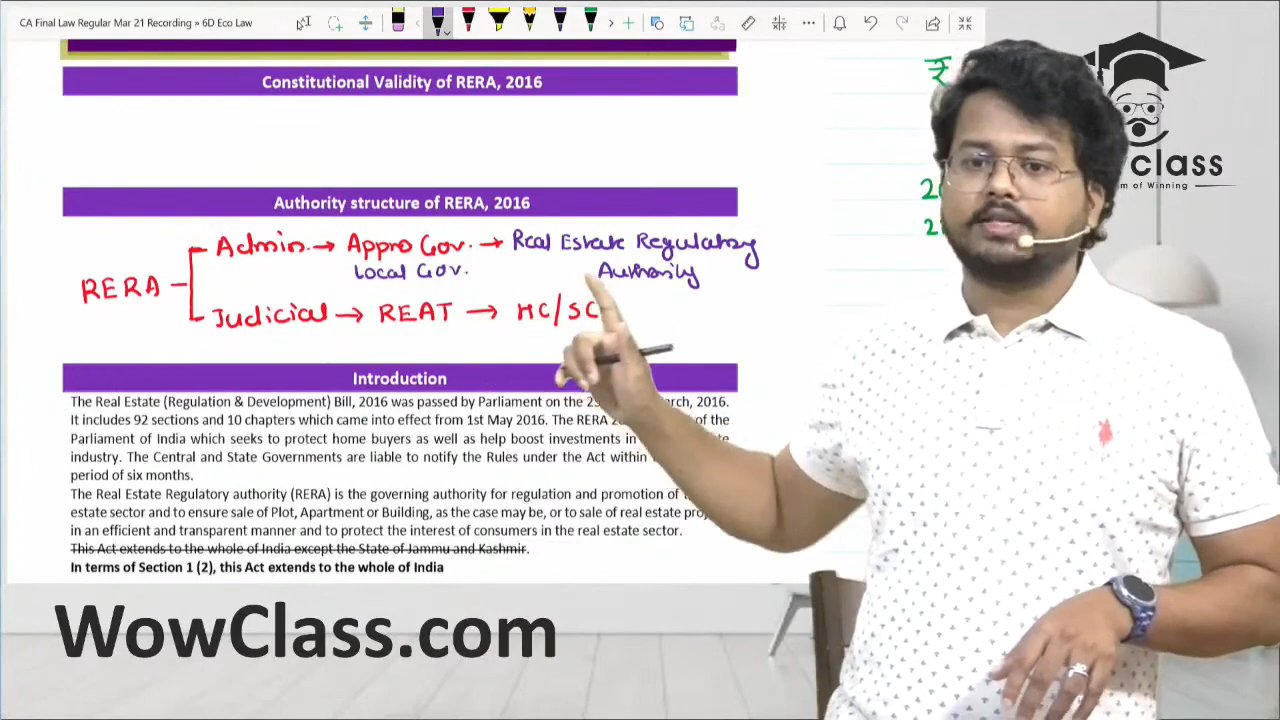 CA Final Law Regular Mar 21 Recording » 6D Eco Law
Constitutional Validity of RERA, 2016
₹
class
m of Winning
Authority structure of RERA, 2016
RERA
Admin. → Appro Gov. → Real Estate Regulatory
Local Gov. Authority
Judicial → REAT → HC/SC
Introduction
The Real Estate (Regulation & Development) Bill, 2016 was passed by Parliament on the 2 arch, 2016.
It includes 92 sections and 10 chapters which came into effect from 1st May 2016. The RERA of the
Parliament of India which seeks to protect home buyers as well as help boost investments in
industry. The Central and State Governments are liable to notify the Rules under the Act within
period of six months.
The Real Estate Regulatory authority (RERA) is the governing authority for regulation and promotion of
estate sector and to ensure sale of Plot, Apartment or Building, as the case may be, or to sale of real estate pro
in an efficient and transparent manner and to protect the interest of consumers in the real estate sector.
This Act extends to the whole of India except the State of Jammu and Kashmir.
In terms of Section 1 (2), this Act extends to the whole of India
WowClass.com